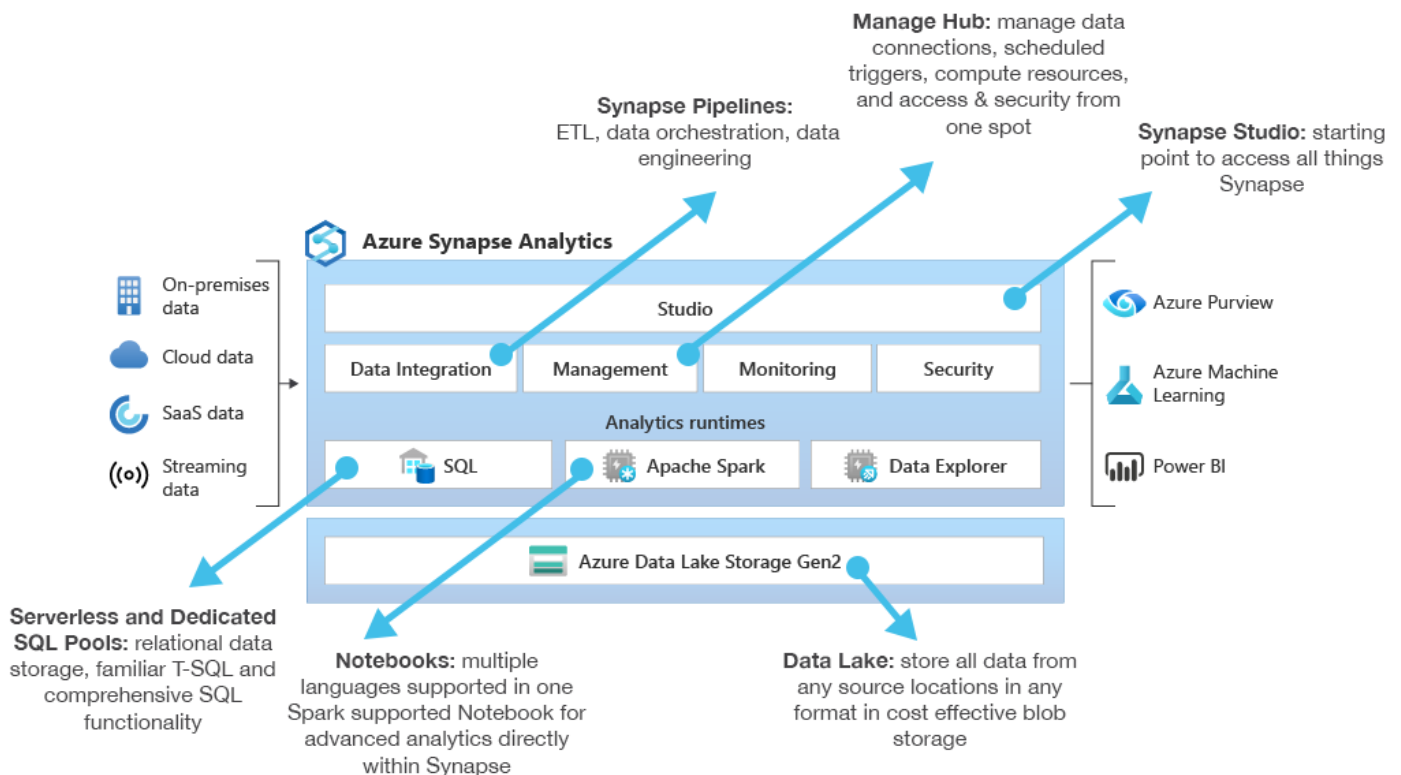 Manage Hub: manage data
connections, scheduled
triggers, compute resources,
and access & security from
one spot
Synapse Pipelines:
ETL, data orchestration, data
engineering
Synapse Studio: starting
point to access all things
Synapse
Azure Synapse Analytics
On-premises
data
Cloud data
SaaS data
Streaming
data
Studio
Data Integration
Management
Monitoring
Security
Analytics runtimes
SQL
Apache Spark
Data Explorer
Azure Data Lake Storage Gen2
Azure Purview
Azure Machine
Learning
Power BI
Serverless and Dedicated
SQL Pools: relational data
storage, familiar T-SQL and
comprehensive SQL
functionality
Notebooks: multiple
languages supported in one
Spark supported Notebook for
advanced analytics directly
within Synapse
Data Lake: store all data from
any source locations in any
format in cost effective blob
storage